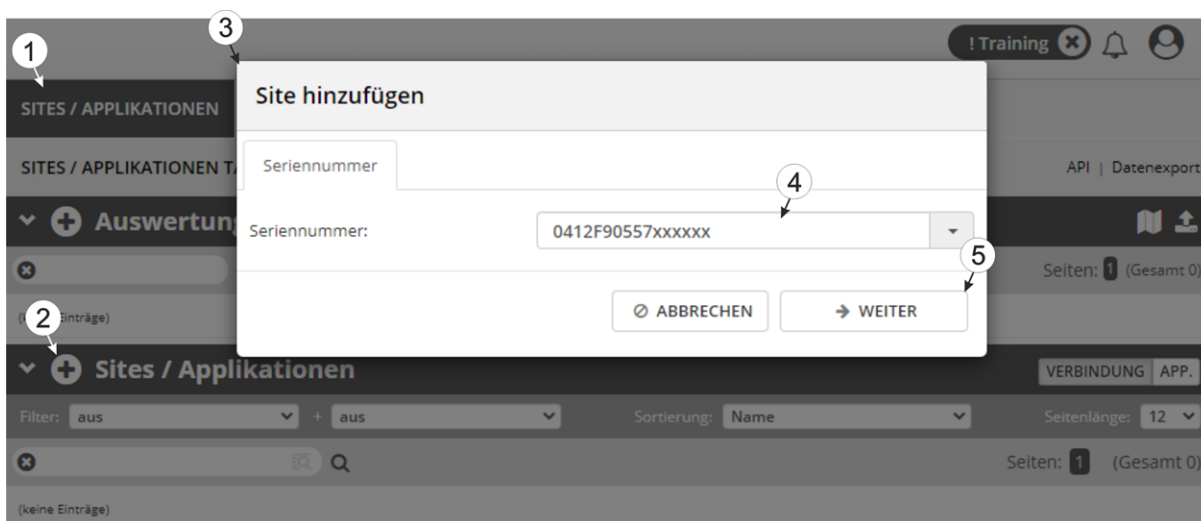 3
1
! Training
SITES / APPLIKATIONEN
Site hinzufügen
SITES / APPLIKATIONEN
Seriennummer
4
API | Datenexport
Auswertun
Seriennummer:
0412F90557xxxxxx
5
Seiten: 1 (Gesamt 0)
ABBRECHEN
WEITER
2
Einträge)
Sites / Applikationen
VERBINDUNG
APP.
Filter: aus + aus Sortierung: Name Seitenlänge: 12
Seiten: 1 (Gesamt 0)
(keine Einträge)